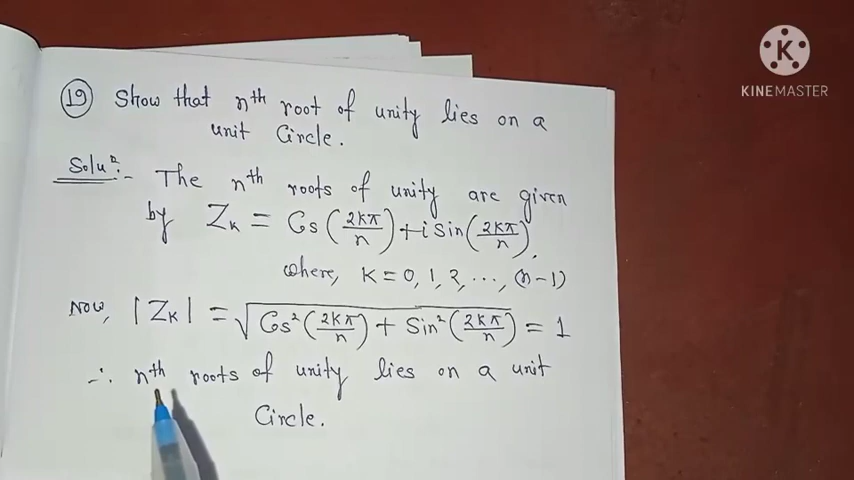 (19) Show that nth root of unity lies on a
unit Circle.
Soluⁿ:- The nth roots of unity are given
by Zₖ = Cos(2kπ/n) + i Sin(2kπ/n),
where, K = 0, 1, 2, ..., (n-1)
Now, |Zₖ| = √(Cos²(2kπ/n) + Sin²(2kπ/n)) = 1
∴ nth roots of unity lies on a unit
Circle.
K
KINEMASTER